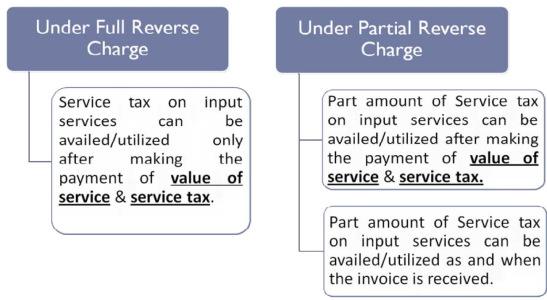 Under Full Reverse
Charge
Service tax on input
services can be
availed/utilized only
after making the
payment of value of
service & service tax.
Under Partial Reverse
Charge
Part amount of Service tax
on input services can be
availed/utilized after making
the payment of value of
service & service tax.
Part amount of Service tax
on input services can be
availed/utilized as and when
the invoice is received.